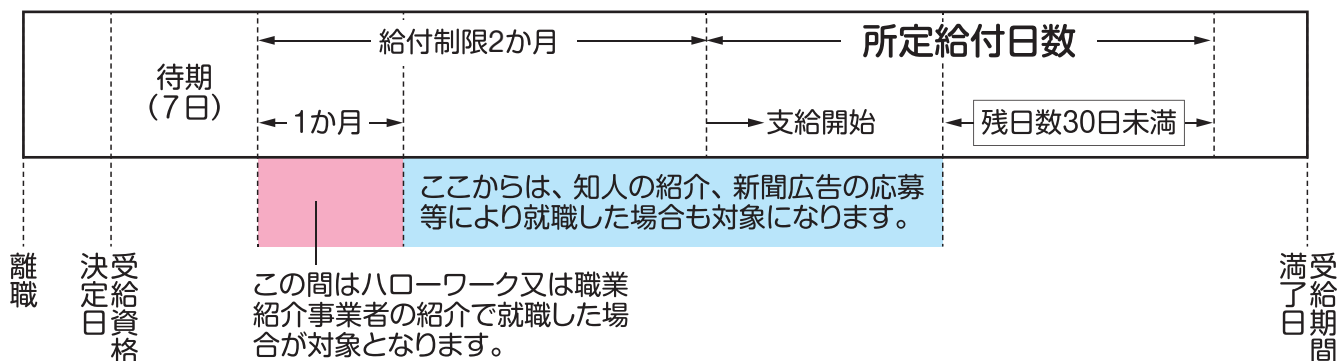 給付制限2か月
所定給付日数
待期
(7日)
1か月
支給開始
残日数30日未満
ここからは、知人の紹介、新聞広告の応募
等により就職した場合も対象になります。
この間はハローワーク又は職業
紹介事業者の紹介で就職した場
合が対象となります。
離職
受給資格
決定日
受給期間
満了日